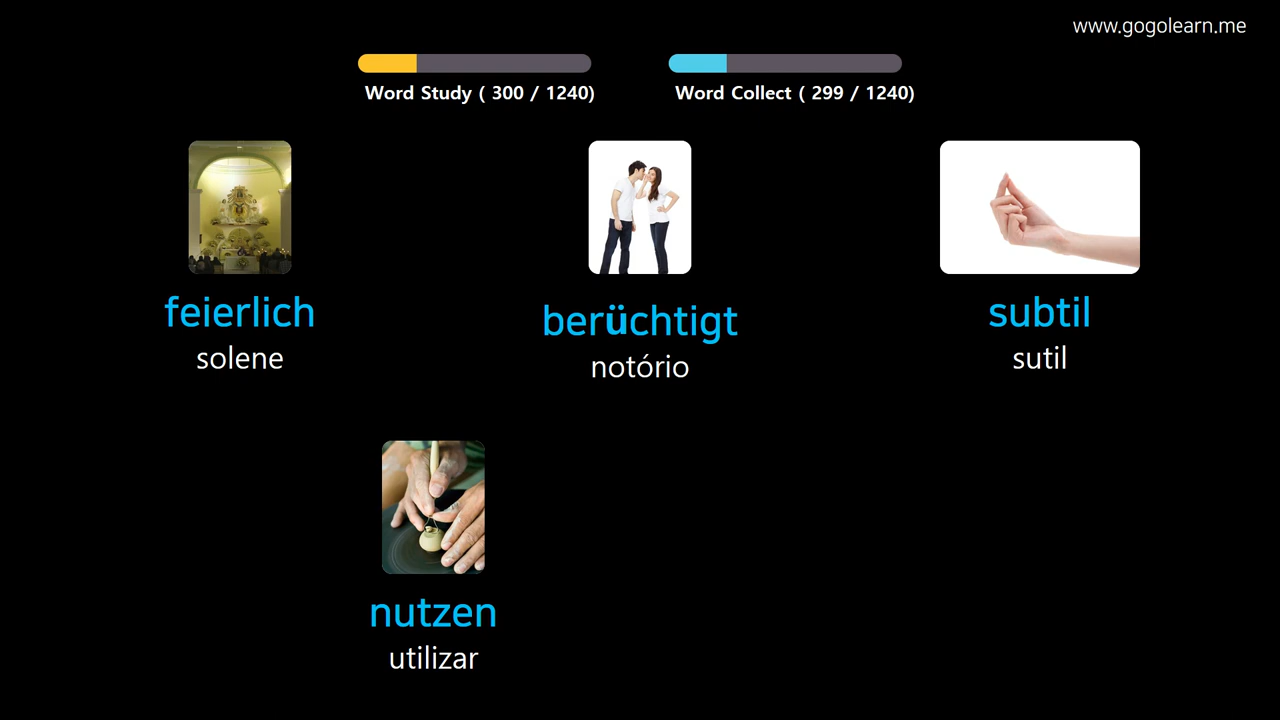 www.gogolearn.me
Word Study ( 300 / 1240)
Word Collect ( 299 / 1240)
feierlich
solene
berüchtigt
notório
subtil
sutil
nutzen
utilizar